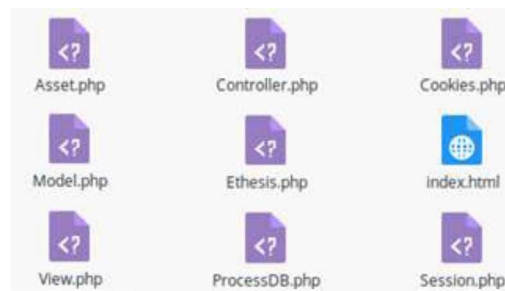 <? <? <?
Asset.php Controller.php Cookies.php
<? <?
Model.php Ethesis.php index.html
<? <? <?
View.php ProcessDB.php Session.php